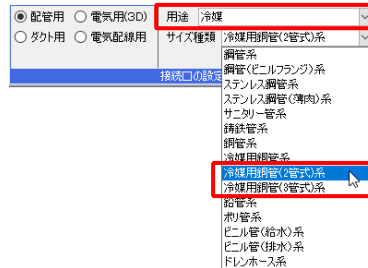 配管用 電気用(3D) 用途 冷媒
ダクト用 電気配線用 サイズ種類 冷媒用銅管(2管式)系
接続口の設定
鋼管系
鋼管(ビニルフランジ)系
ステンレス鋼管系
ステンレス鋼管(薄肉)系
サニタリー管系
鋳鉄管系
銅管系
冷媒用銅管系
冷媒用銅管(2管式)系
冷媒用銅管(3管式)系
鉛管系
ポリ管系
ビニル管(給水)系
ビニル管(排水)系
ドレンホース系